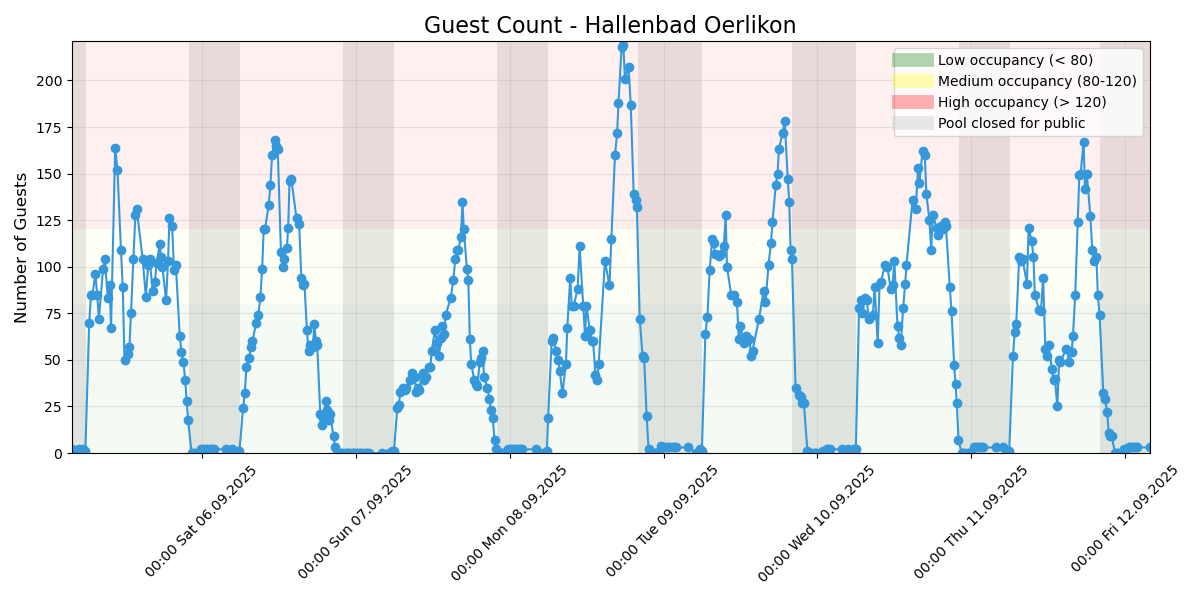 Guest Count - Hallenbad Oerlikon
Number of Guests
200
175
150
125
100
75
50
25
0
Low occupancy (< 80)
Medium occupancy (80-120)
High occupancy (> 120)
Pool closed for public
00:00 Sat 06.09.2025
00:00 Sun 07.09.2025
00:00 Mon 08.09.2025
00:00 Tue 09.09.2025
00:00 Wed 10.09.2025
00:00 Thu 11.09.2025
00:00 Fri 12.09.2025